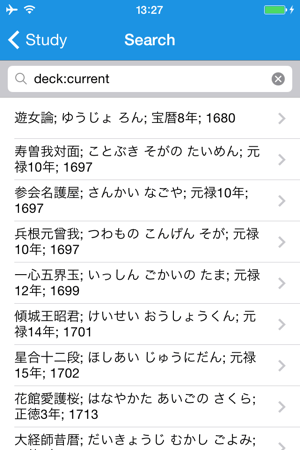 13:27
Study
Search
deck:current
遊女論; ゆうじょ ろん; 宝暦8年; 1680
寿曽我対面; ことぶき そがの たいめん; 元
禄10年; 1697
参会名護屋; さんかい なごや; 元禄10年;
1697
兵根元曾我; つわもの こんげん そが; 元禄
10年; 1697
一心五界玉; いっしん ごかいの たま; 元禄
12年; 1699
傾城王昭君; けいせい おうしょうくん; 元
禄14年; 1701
星合十二段; ほしあい じゅうにだん; 元禄
15年; 1702
花館愛護桜; はなやかた あいごの さくら;
正徳3年; 1713
大経師昔暦; だいきょうじ むかし ごよみ;